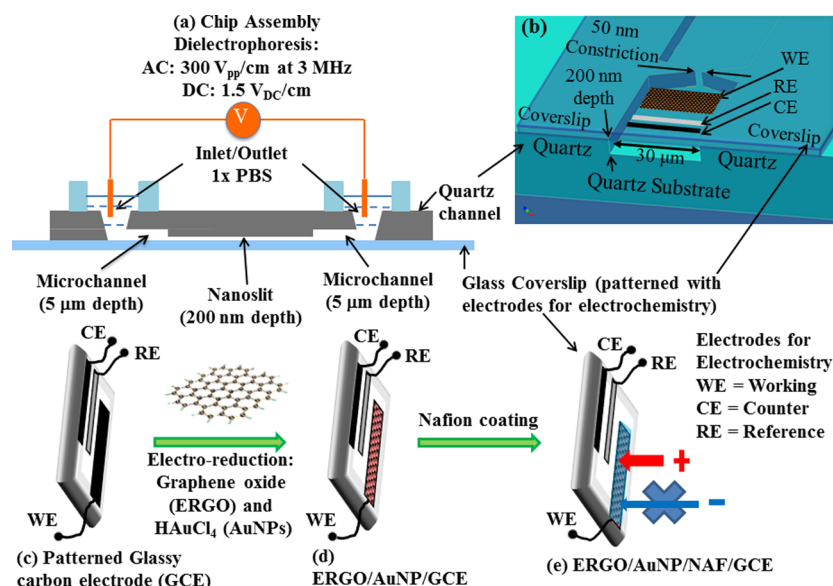 (a) Chip Assembly
Dielectrophoresis:
AC: 300 Vpp/cm at 3 MHz
DC: 1.5 VDC/cm
V
Inlet/Outlet
1x PBS
Quartz
channel
Microchannel
(5 μm depth)
Nanoslit
(200 nm depth)
Microchannel
(5 μm depth)
Glass Coverslip (patterned with
electrodes for electrochemistry)
(b)
50 nm
Constriction
200 nm
depth
WE
RE
CE
Coverslip
Coverslip
Quartz
30 μm
Quartz
Quartz Substrate
CE
RE
WE
(c) Patterned Glassy
carbon electrode (GCE)
Electro-reduction:
Graphene oxide
(ERGO) and
HAuCl4 (AuNPs)
CE
RE
WE
(d)
ERGO/AuNP/GCE
Nafion coating
CE
RE
WE
+
−
(e) ERGO/AuNP/NAF/GCE
Electrodes for
Electrochemistry
WE = Working
CE = Counter
RE = Reference